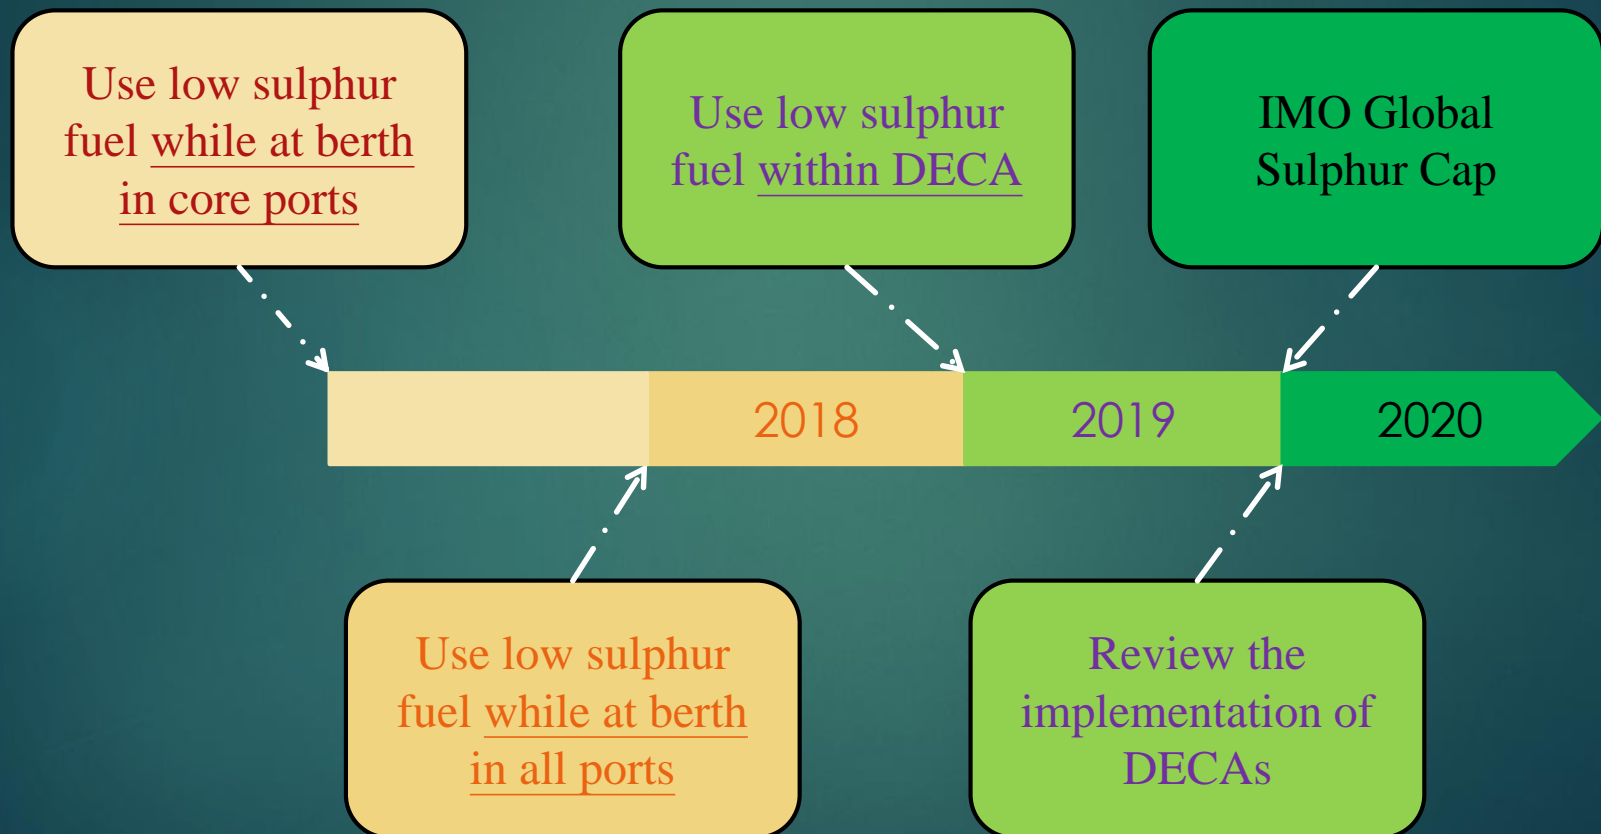 Use low sulphur
fuel while at berth
in core ports
Use low sulphur
fuel within DECA
IMO Global
Sulphur Cap
2018
2019
2020
Use low sulphur
fuel while at berth
in all ports
Review the
implementation of
DECAs